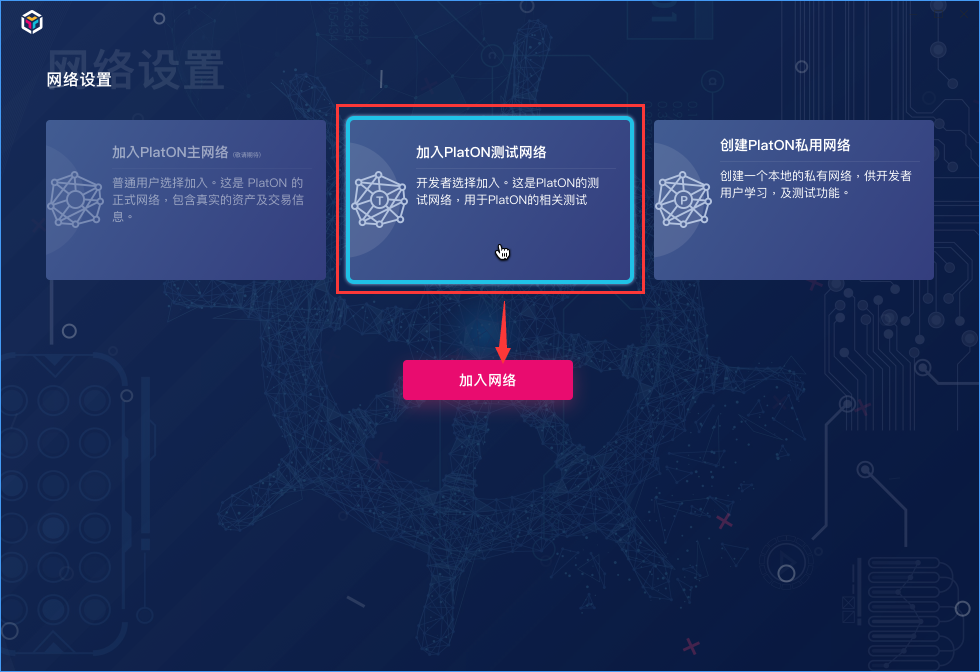 网络设置
网络设置
加入PlatON主网络 (敬请期待)
普通用户选择加入。这是 PlatON 的
正式网络，包含真实的资产及交易信
息。
加入PlatON测试网络
开发者选择加入。这是PlatON的测
试网络，用于PlatON的相关测试
T
创建PlatON私用网络
创建一个本地的私有网络，供开发者
用户学习，及测试功能。
P
加入网络